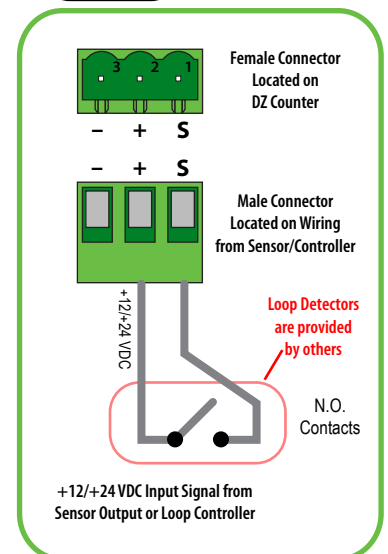 3 2 1
Female Connector
Located on
DZ Counter
– + S
– + S
Male Connector
Located on Wiring
from Sensor/Controller
+12/+24 VDC
Loop Detectors
are provided
by others
N.O.
Contacts
+12/+24 VDC Input Signal from
Sensor Output or Loop Controller